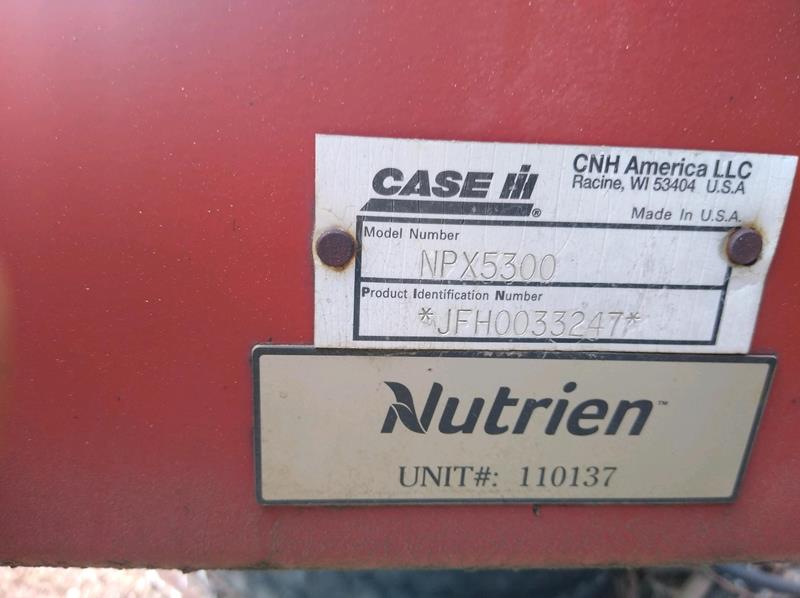 CASE IH®
CNH America LLC
Racine, WI 53404 U.S.A
Made In U.S.A.
Model Number
NPX5300
Product Identification Number
*JFH0033247*
Nutrien™
UNIT#: 110137